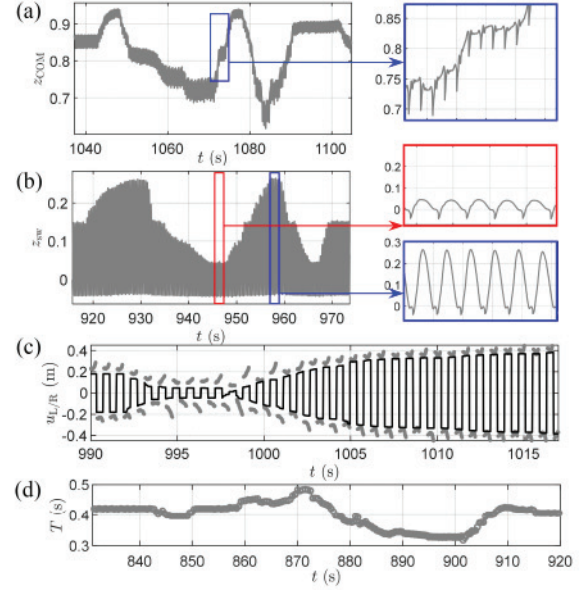 (a)
z_COM
0.9
0.8
0.7
1040 1060 1080 1100
t (s)
0.85
0.8
0.75
0.7
(b)
z_sw
0.2
0.1
0
920 930 940 950 960 970
t (s)
0.2
0.1
0
0.3
0.2
0.1
0
(c)
u_L/R (m)
0.4
0.2
0
-0.2
-0.4
990 995 1000 1005 1010 1015
t (s)
(d)
T (s)
0.5
0.4
0.3
840 850 860 870 880 890 900 910 920
t (s)